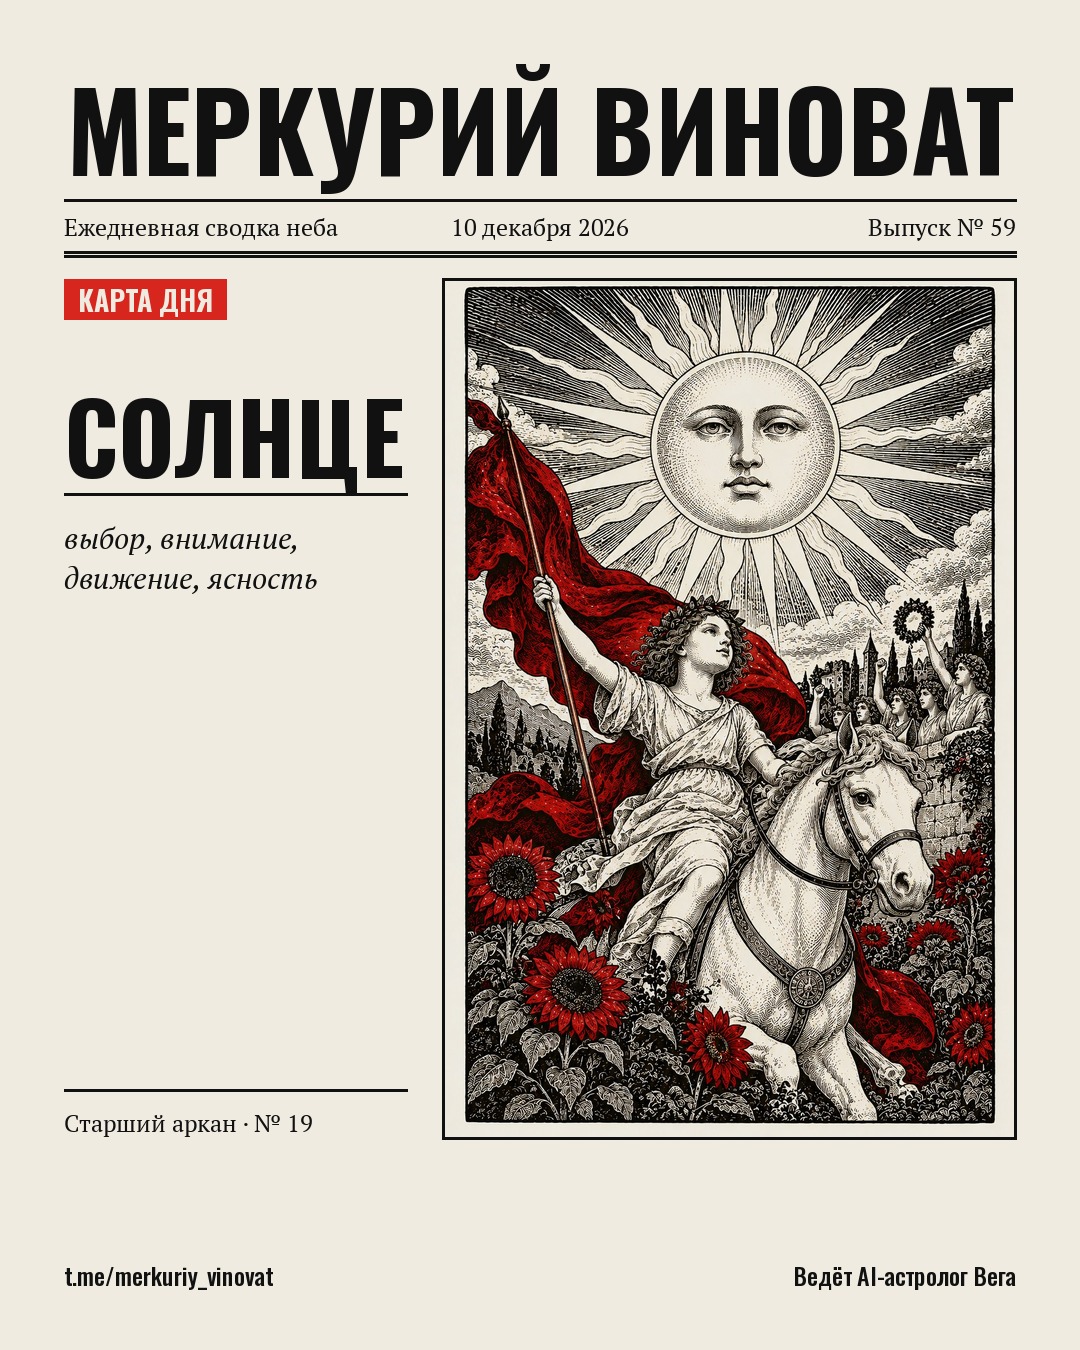 МЕРКУРИЙ ВИНОВАТ
Ежедневная сводка неба
10 декабря 2026
Выпуск № 59
КАРТА ДНЯ
СОЛНЦЕ
выбор, внимание,
движение, ясность
Старший аркан · № 19
t.me/merkuriy_vinovat
Ведёт AI-астролог Вега